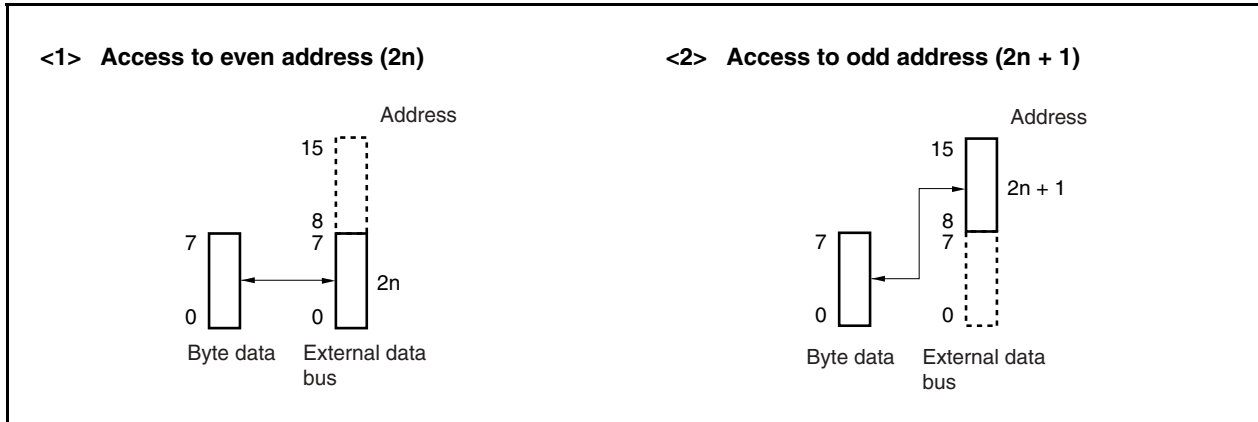 <1> Access to even address (2n)
Address
15
8
7
7
2n
0
0
Byte data
External data
bus
<2> Access to odd address (2n + 1)
Address
15
2n + 1
8
7
7
0
0
Byte data
External data
bus